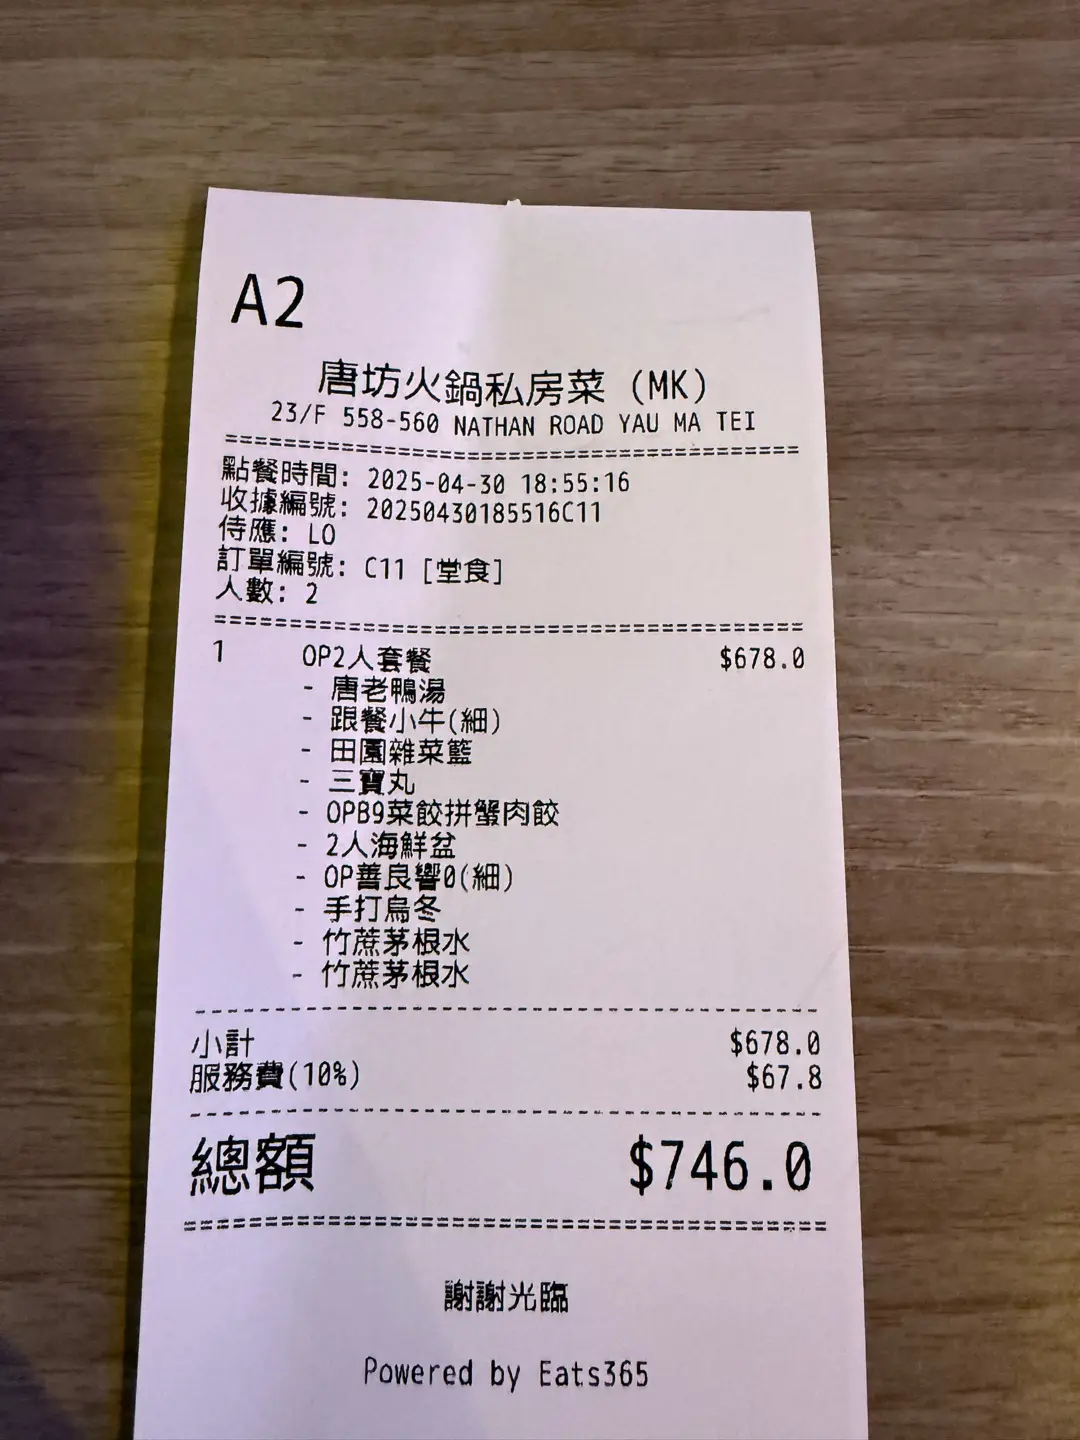 A2
唐坊火鍋私房菜 (MK)
23/F 558-560 NATHAN ROAD YAU MA TEI
點餐時間: 2025-04-30 18:55:16
收據編號: 20250430185516C11
侍應: LO
訂單編號: C11 [堂食]
人數: 2
1 OP2人套餐 $678.0
- 唐老鴨湯
- 跟餐小牛(細)
- 田園雜菜籃
- 三寶丸
- OPB9菜餃拼蟹肉餃
- 2人海鮮盆
- OP善良響0(細)
- 手打烏冬
- 竹蔗茅根水
- 竹蔗茅根水
小計 $678.0
服務費(10%) $67.8
總額 $746.0
謝謝光臨
Powered by Eats365